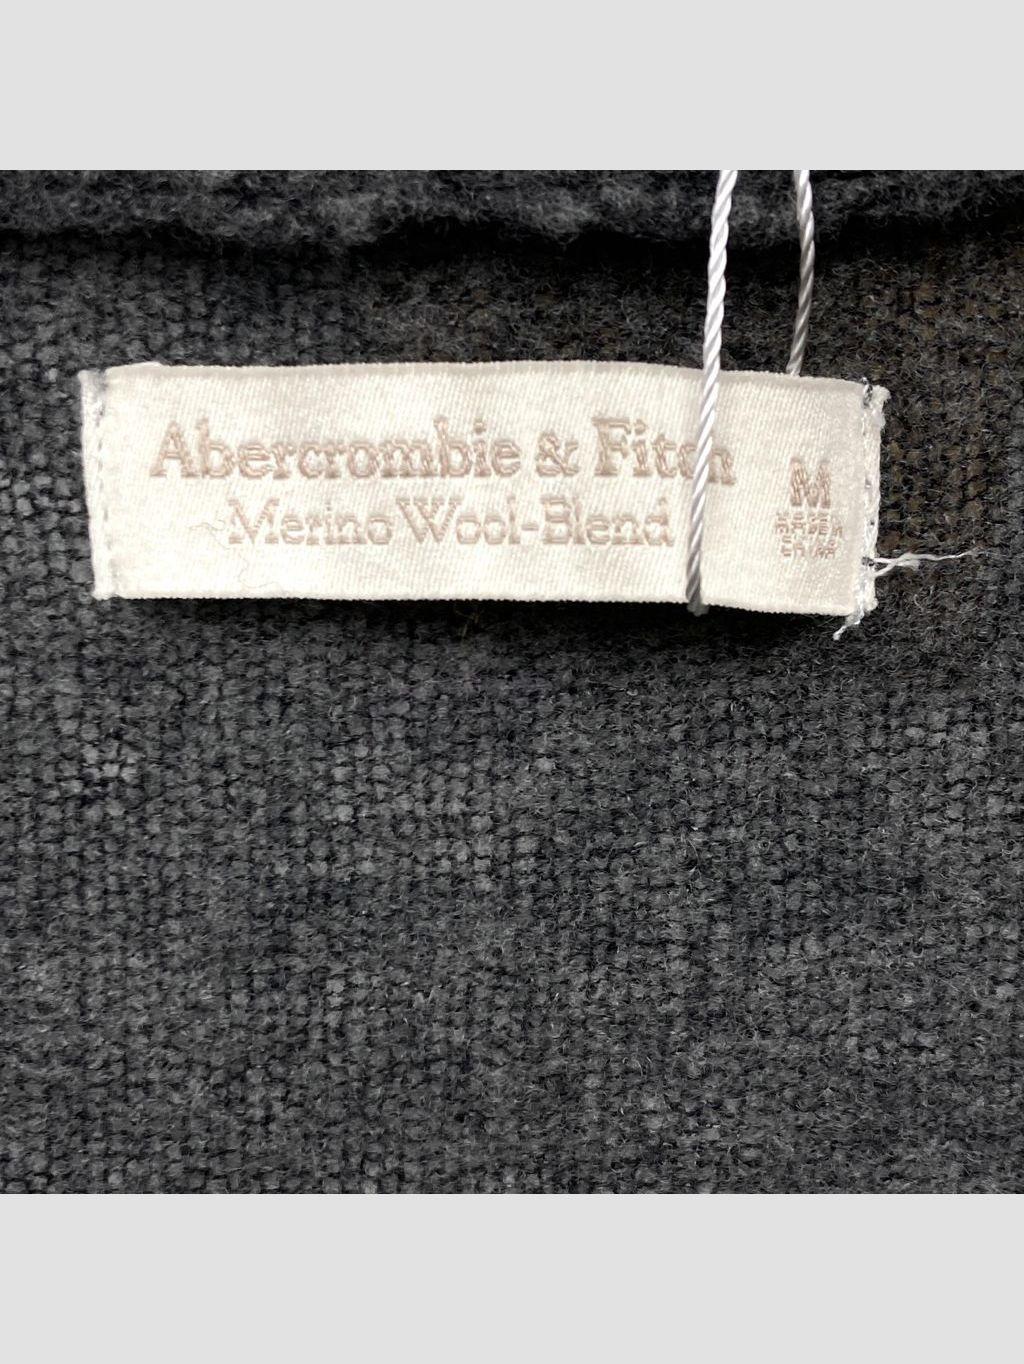 Abercrombie & Fitch
Merino Wool-Blend
M